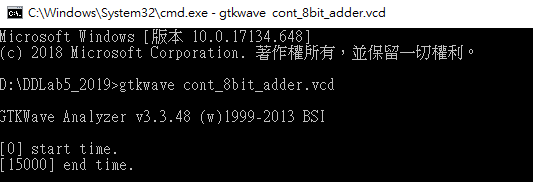 C:\Windows\System32\cmd.exe - gtkwave  cont_8bit_adder.vcd
Microsoft Windows [版本 10.0.17134.648]
(c) 2018 Microsoft Corporation. 著作權所有，並保留一切權利。
D:\DDLab5_2019>gtkwave cont_8bit_adder.vcd
GTKWave Analyzer v3.3.48 (w)1999-2013 BSI
[0] start time.
[15000] end time.